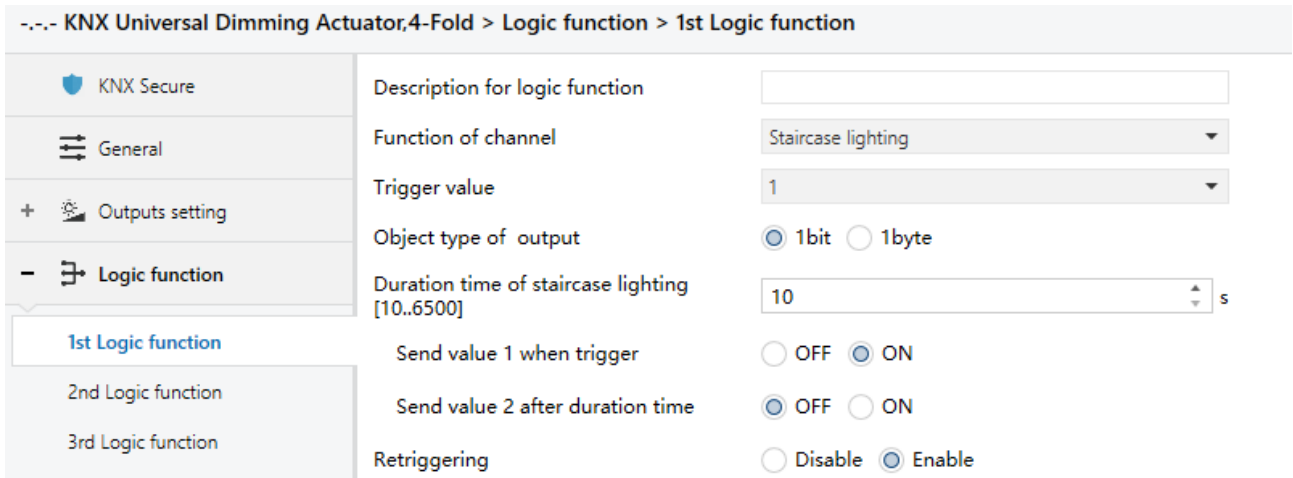 -.-.- KNX Universal Dimming Actuator,4-Fold > Logic function > 1st Logic function
KNX Secure
General
+ Outputs setting
- Logic function
1st Logic function
2nd Logic function
3rd Logic function
Description for logic function
Function of channel Staircase lighting
Trigger value 1
Object type of output 1bit 1byte
Duration time of staircase lighting
[10..6500] 10 s
Send value 1 when trigger OFF ON
Send value 2 after duration time OFF ON
Retriggering Disable Enable